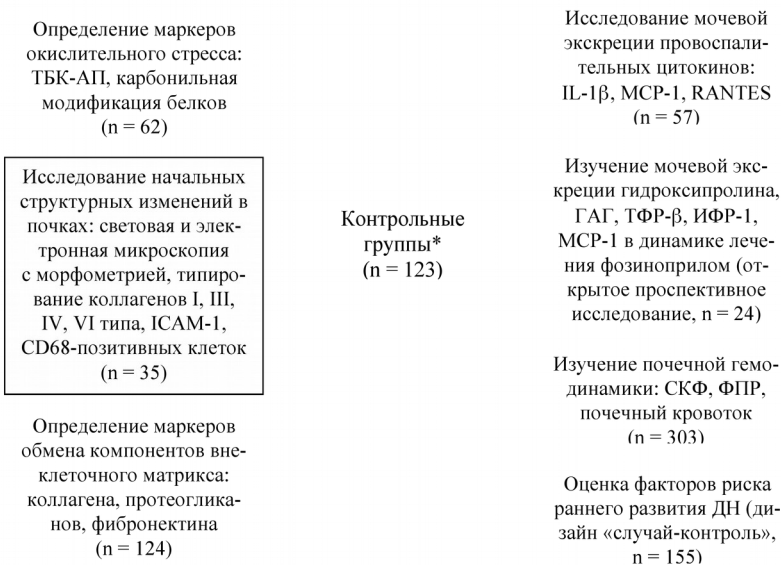 Определение маркеров
окислительного стресса:
ТБК-АП, карбонильная
модификация белков
(n = 62)
Исследование начальных
структурных изменений в
почках: световая и элек-
тронная микроскопия
с морфометрией, типиро-
вание коллагенов I, III,
IV, VI типа, ICAM-1,
CD68-позитивных клеток
(n = 35)
Определение маркеров
обмена компонентов вне-
клеточного матрикса:
коллагена, протеоглика-
нов, фибронектина
(n = 124)
Контрольные
группы*
(n = 123)
Исследование мочевой
экскреции провоспали-
тельных цитокинов:
IL-1β, MCP-1, RANTES
(n = 57)
Изучение мочевой экс-
креции гидроксипролина,
ГАГ, ТФР-β, ИФР-1,
МСР-1 в динамике лече-
ния фозиноприлом (от-
крытое проспективное
исследование, n = 24)
Изучение почечной гемо-
динамики: СКФ, ФПР,
почечный кровоток
(n = 303)
Оценка факторов риска
раннего развития ДН (ди-
зайн «случай-контроль»,
n = 155)